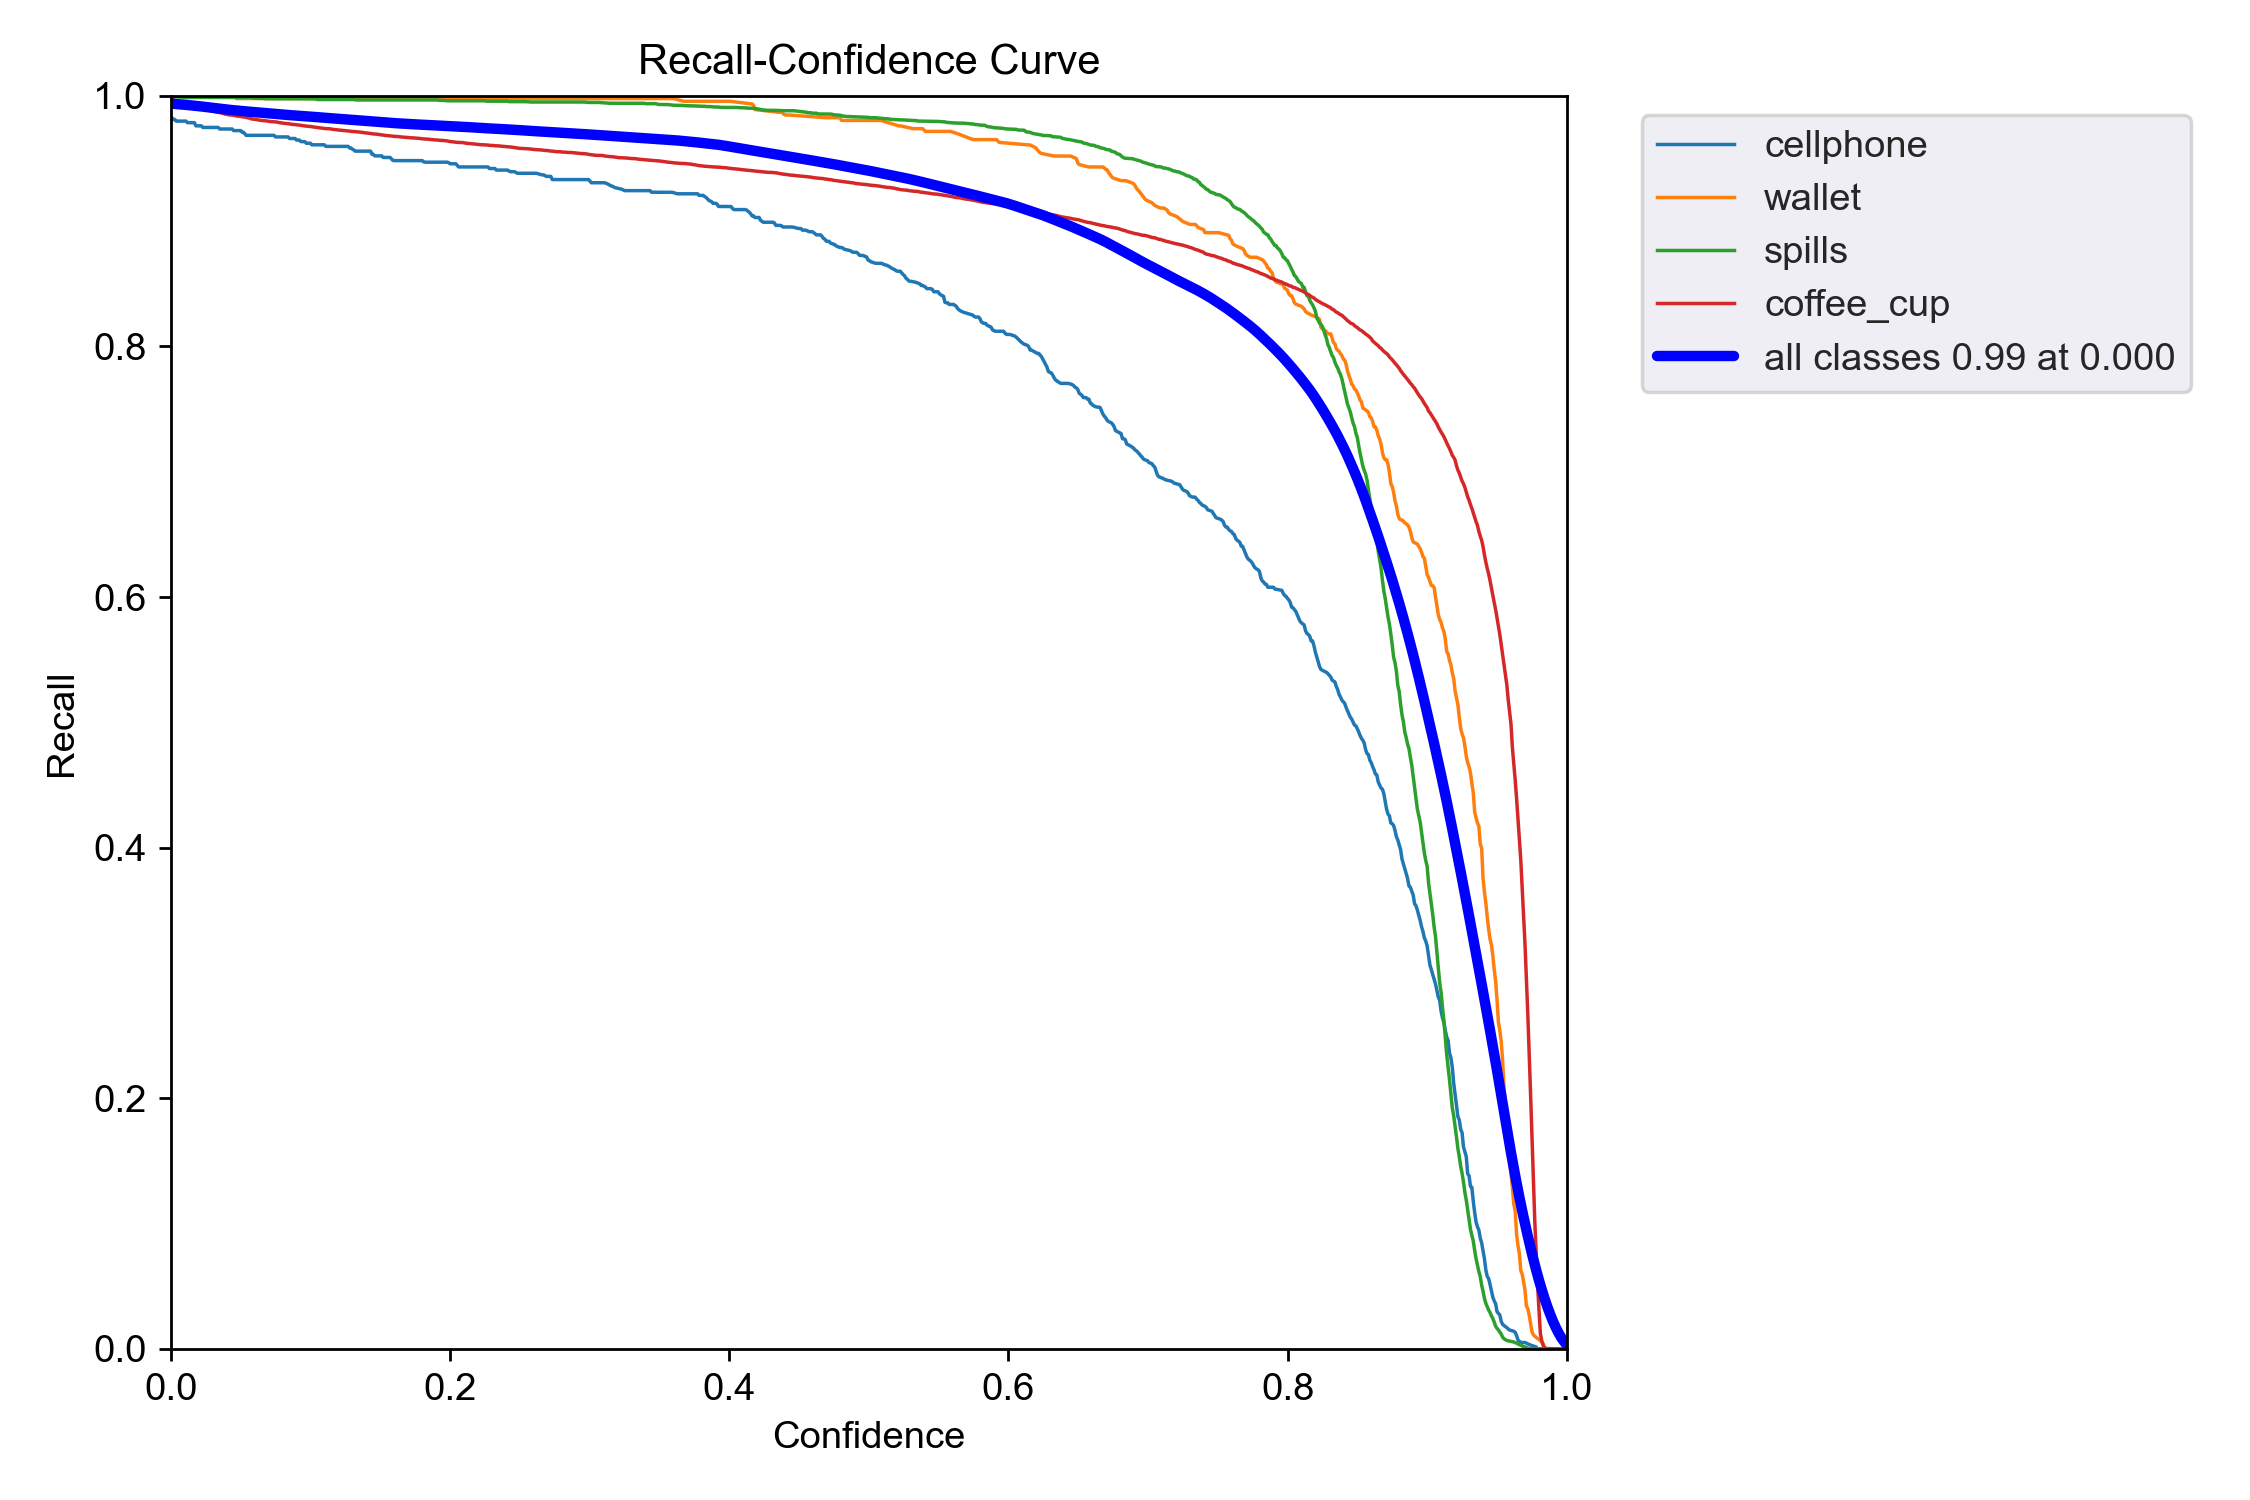 Recall-Confidence Curve
1.0
0.8
0.6
0.4
0.2
0.0
Recall
0.0 0.2 0.4 0.6 0.8 1.0
Confidence
cellphone
wallet
spills
coffee_cup
all classes 0.99 at 0.000